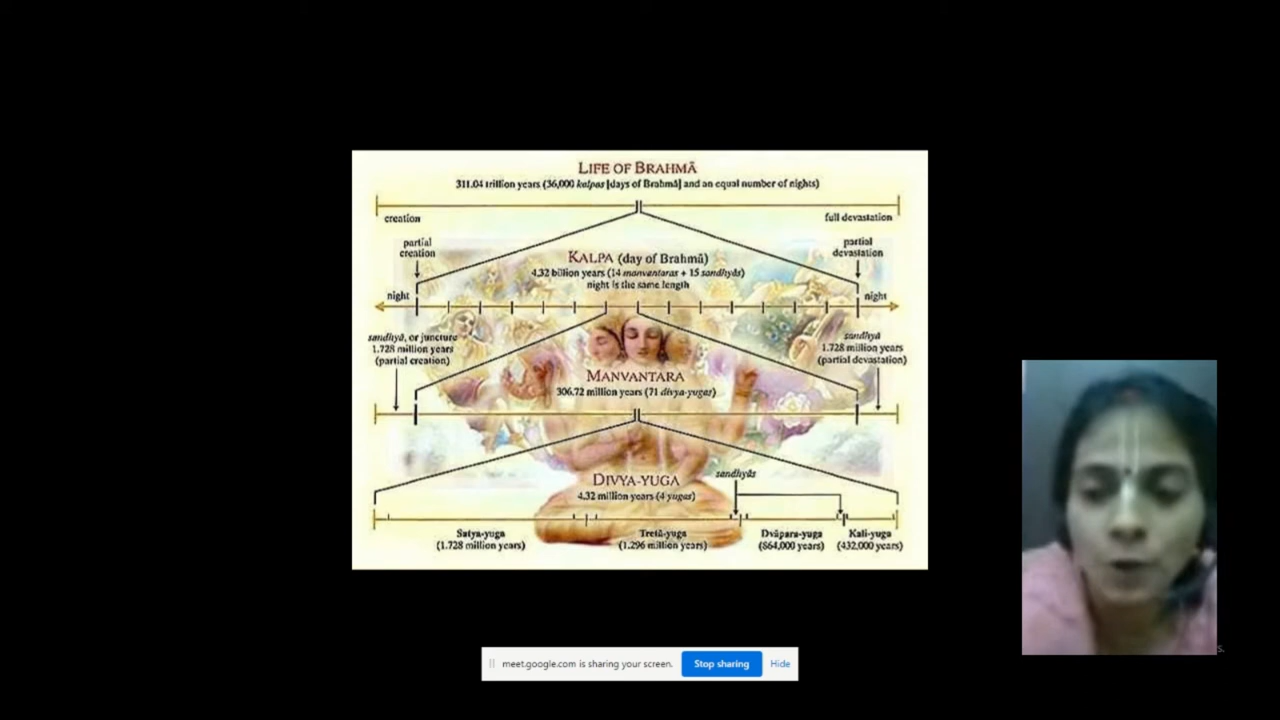 LIFE OF BRAHMĀ
311.04 trillion years (36,000 kalpas [days of Brahmā] and an equal number of nights)
creation
full devastation
partial
creation
partial
devastation
KALPA (day of Brahmā)
4.32 billion years (14 manvantaras + 15 sandhyās)
night is the same length
night
night
sandhyā, or juncture
1.728 million years
(partial creation)
sandhyā
1.728 million years
(partial devastation)
MANVANTARA
306.72 million years (71 divya-yugas)
DIVYA-YUGA
4.32 million years (4 yugas)
sandhyās
Satya-yuga
(1.728 million years)
Tretā-yuga
(1.296 million years)
Dvāpara-yuga
(864,000 years)
Kali-yuga
(432,000 years)
meet.google.com is sharing your screen.
Stop sharing
Hide
s.